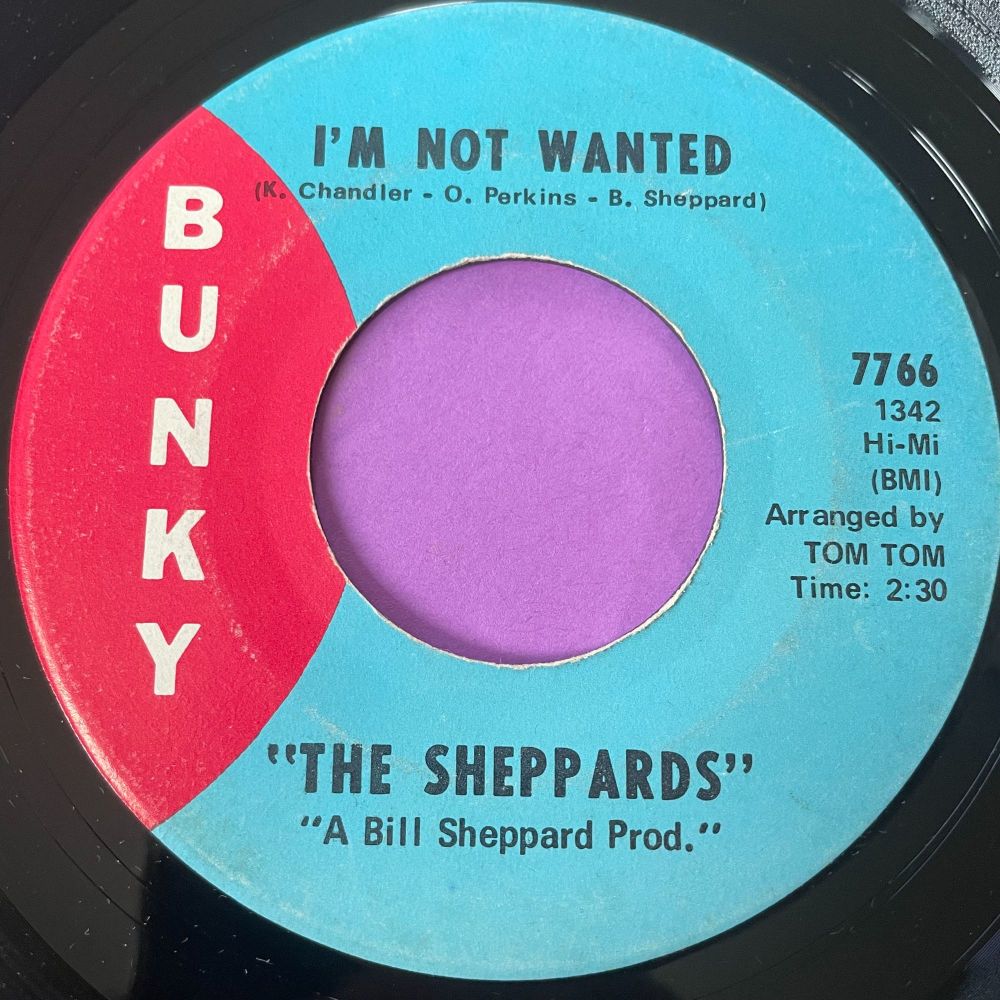 BUNKY
I'M NOT WANTED
(K. Chandler - O. Perkins - B. Sheppard)
7766
1342
Hi-Mi
(BMI)
Arranged by
TOM TOM
Time: 2:30
"THE SHEPPARDS"
"A Bill Sheppard Prod."